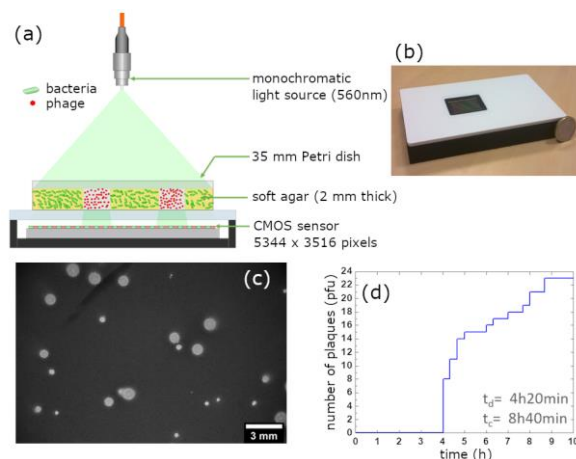 (a)
bacteria
phage
monochromatic
light source (560nm)
35 mm Petri dish
soft agar (2 mm thick)
CMOS sensor
5344 x 3516 pixels
(b)
(c)
3 mm
(d)
number of plaques (pfu)
24
22
20
18
16
14
12
10
8
6
4
2
0
t_d= 4h20min
t_c= 8h40min
0 1 2 3 4 5 6 7 8 9 10
time (h)